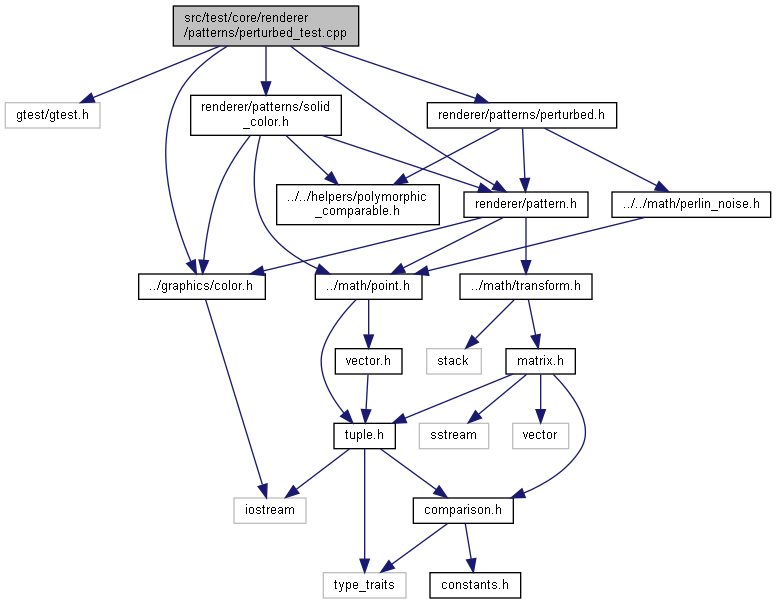 src/test/core/renderer
/patterns/perturbed_test.cpp
gtest/gtest.h
renderer/patterns/solid
_color.h
renderer/patterns/perturbed.h
../../helpers/polymorphic
_comparable.h
renderer/pattern.h
../../math/perlin_noise.h
../graphics/color.h
../math/point.h
../math/transform.h
vector.h
stack
matrix.h
tuple.h
sstream
vector
iostream
comparison.h
type_traits
constants.h